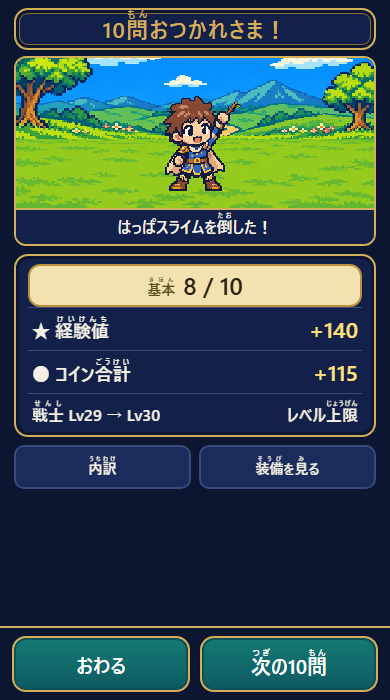 10問おつかれさま！
はっぱスライムを倒した！
基本 8 / 10
★ 経験値 +140
● コイン合計 +115
戦士 Lv29 → Lv30 レベル上限
内訳 装備を見る
おわる 次の10問